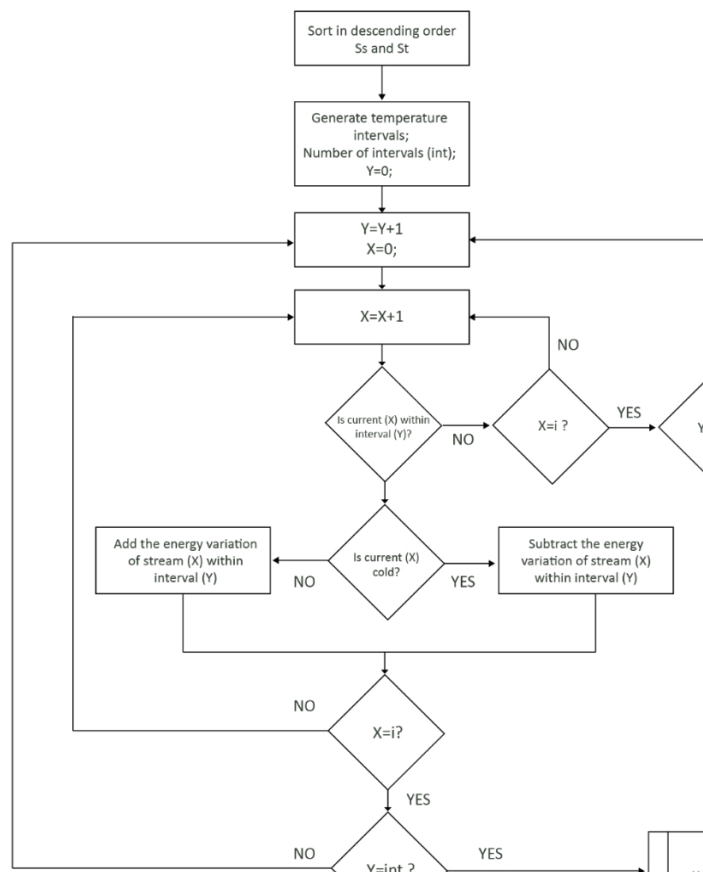 Sort in descending order
Ss and St
Generate temperature
intervals;
Number of intervals (int);
Y=0;
Y=Y+1
X=0;
X=X+1
NO
Is current (X) within
interval (Y)?
NO
X=i ?
YES
Add the energy variation
of stream (X) within
interval (Y)
NO
Is current (X)
cold?
YES
Subtract the energy
variation of stream (X)
within interval (Y)
NO
X=i?
YES
NO
Y=int ?
YES